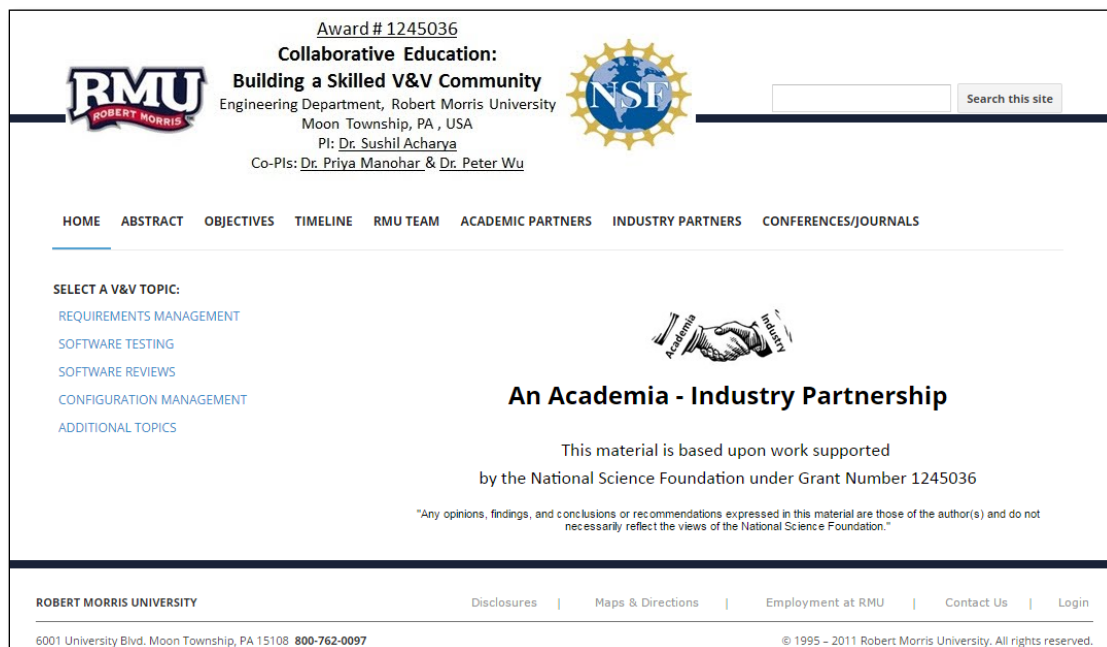 Award # 1245036
Collaborative Education:
Building a Skilled V&V Community
Engineering Department, Robert Morris University
Moon Township, PA , USA
PI: Dr. Sushil Acharya
Co-PIs: Dr. Priya Manohar & Dr. Peter Wu
RMU
ROBERT MORRIS
NSF
Search this site
HOME ABSTRACT OBJECTIVES TIMELINE RMU TEAM ACADEMIC PARTNERS INDUSTRY PARTNERS CONFERENCES/JOURNALS
SELECT A V&V TOPIC:
REQUIREMENTS MANAGEMENT
SOFTWARE TESTING
SOFTWARE REVIEWS
CONFIGURATION MANAGEMENT
ADDITIONAL TOPICS
Academia
Industry
An Academia - Industry Partnership
This material is based upon work supported
by the National Science Foundation under Grant Number 1245036
"Any opinions, findings, and conclusions or recommendations expressed in this material are those of the author(s) and do not
necessarily reflect the views of the National Science Foundation."
ROBERT MORRIS UNIVERSITY
Disclosures | Maps & Directions | Employment at RMU | Contact Us | Login
6001 University Blvd. Moon Township, PA 15108 800-762-0097
© 1995 – 2011 Robert Morris University. All rights reserved.